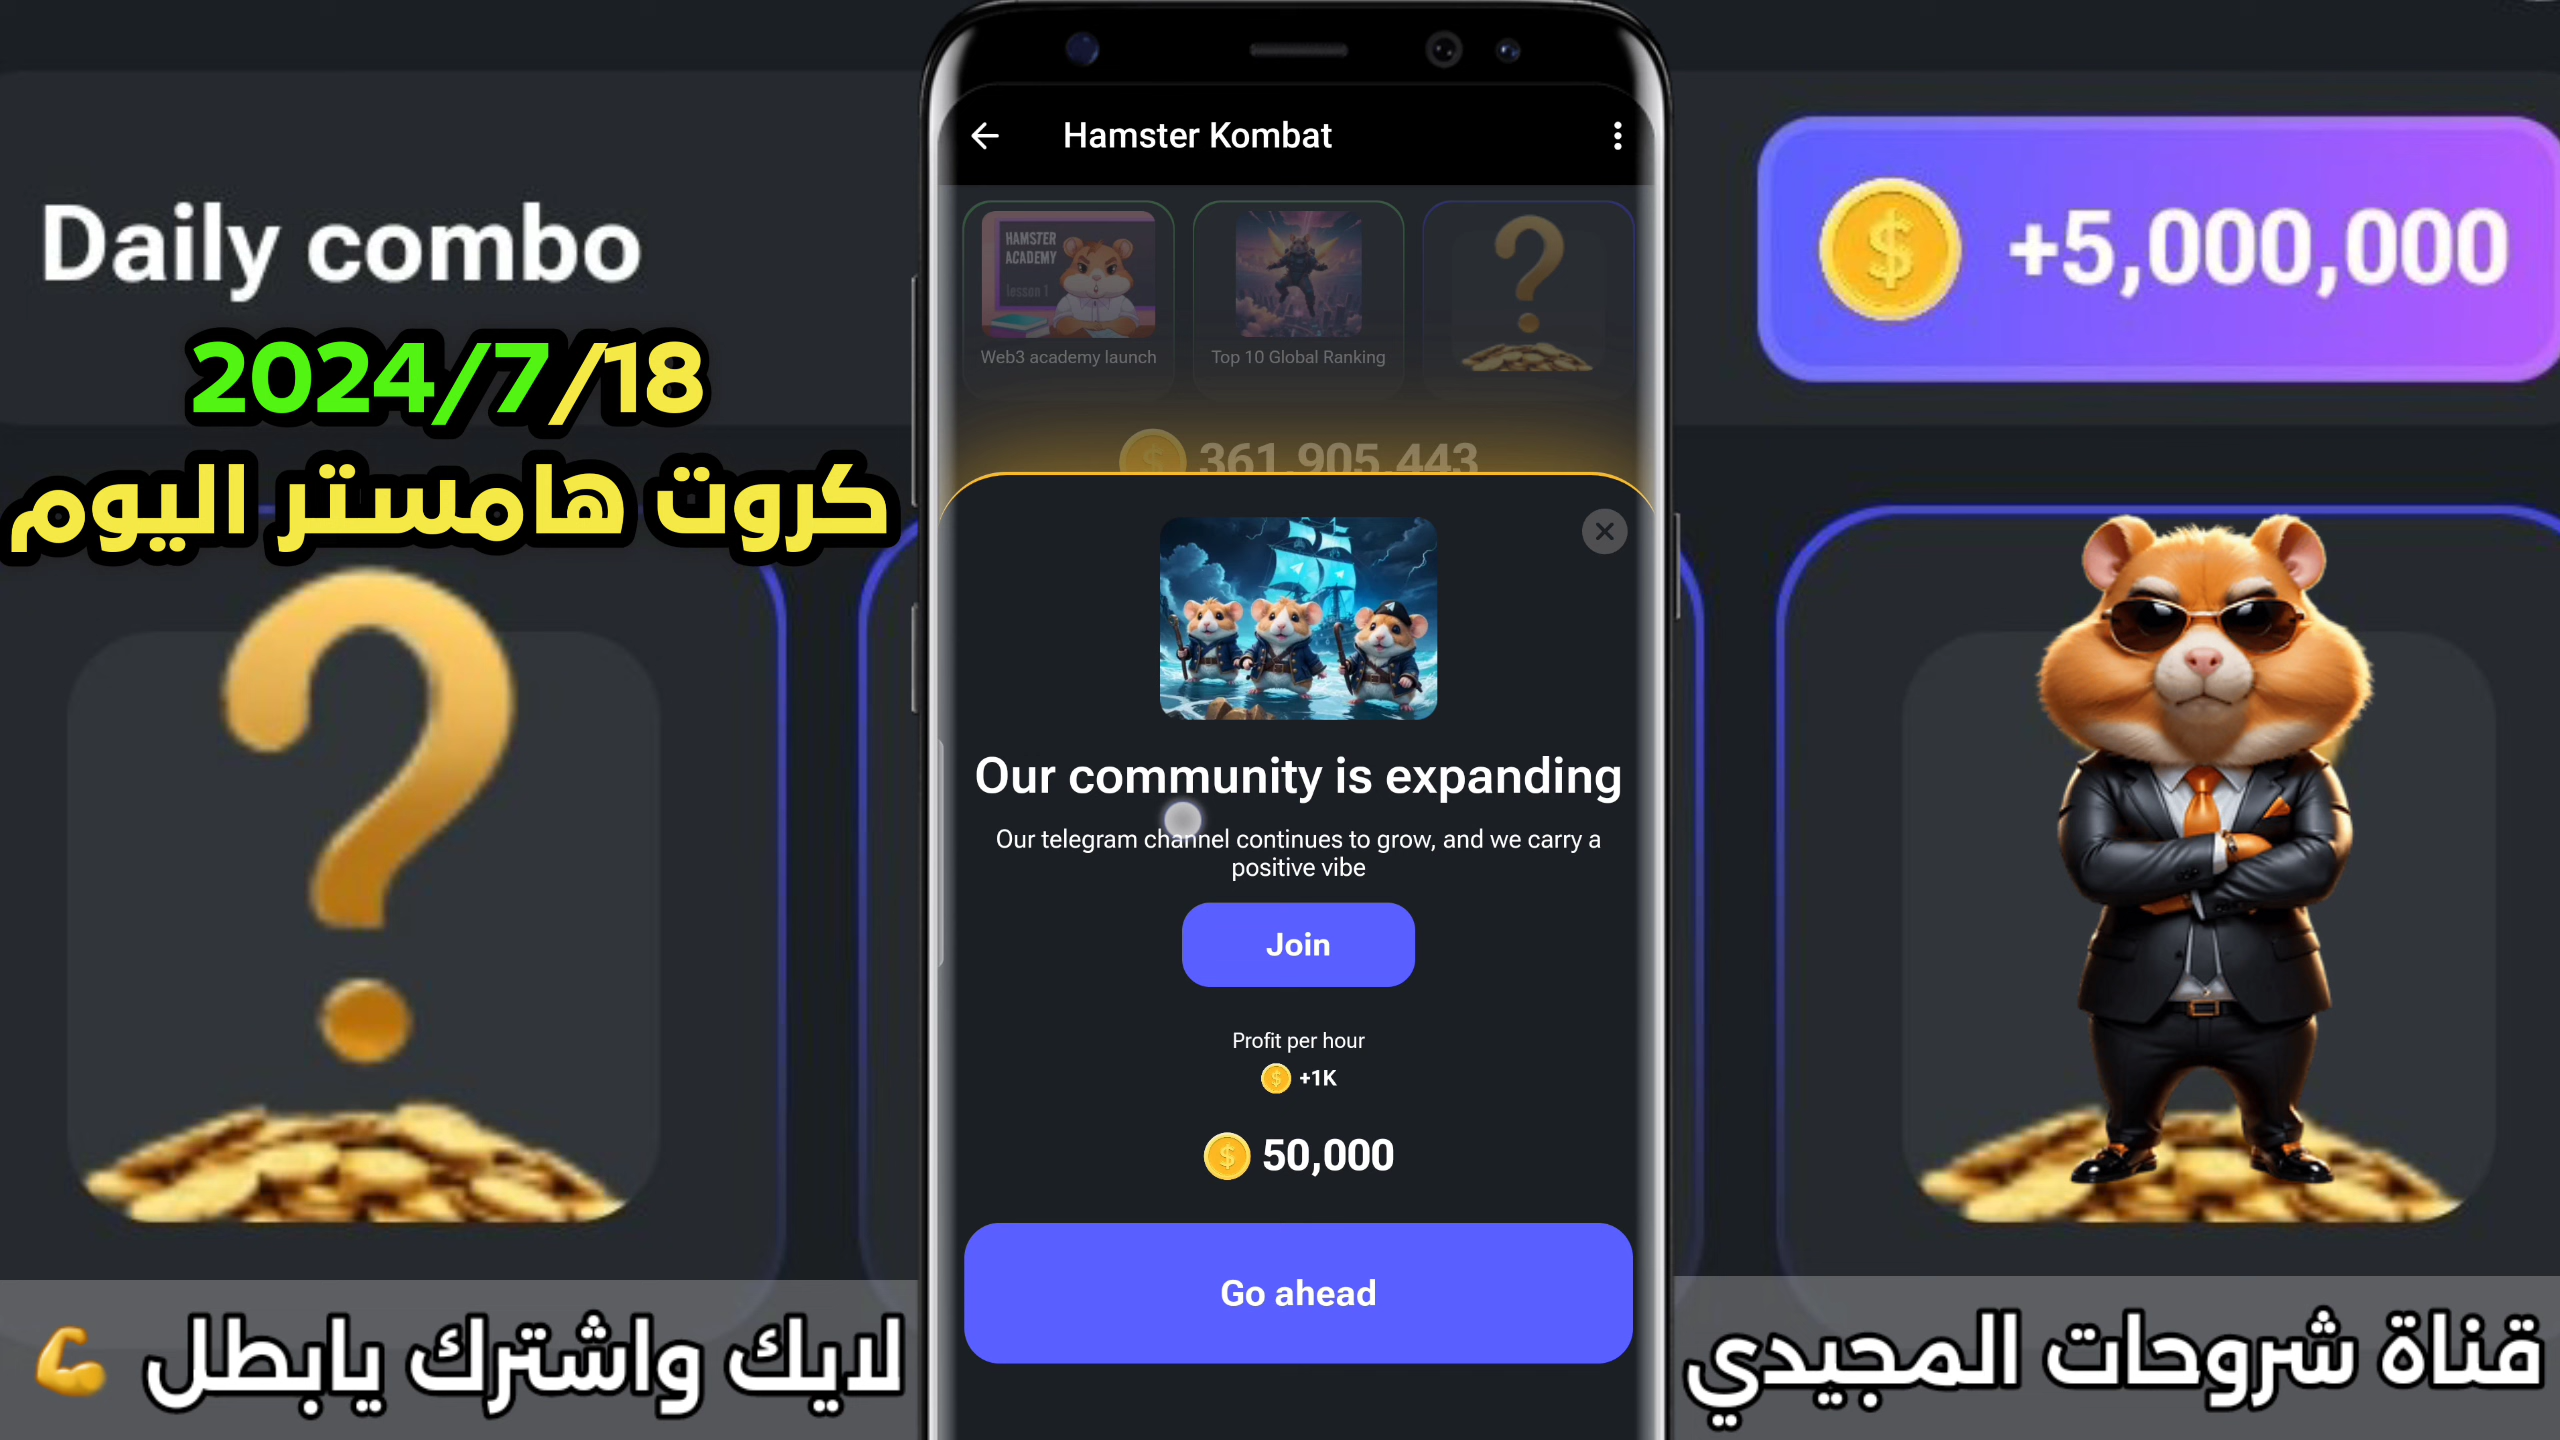 Hamster Kombat
Daily combo
+5,000,000
HAMSTER
ACADEMY
lesson 1
Web3 academy launch
Top 10 Global Ranking
2024/7/18
كروت هامستر اليوم
361,905,443
Our community is expanding
Our telegram channel continues to grow, and we carry a
positive vibe
Join
Profit per hour
+1K
50,000
Go ahead
قناة شروحات المجيدي
لايك واشترك يابطل 💪